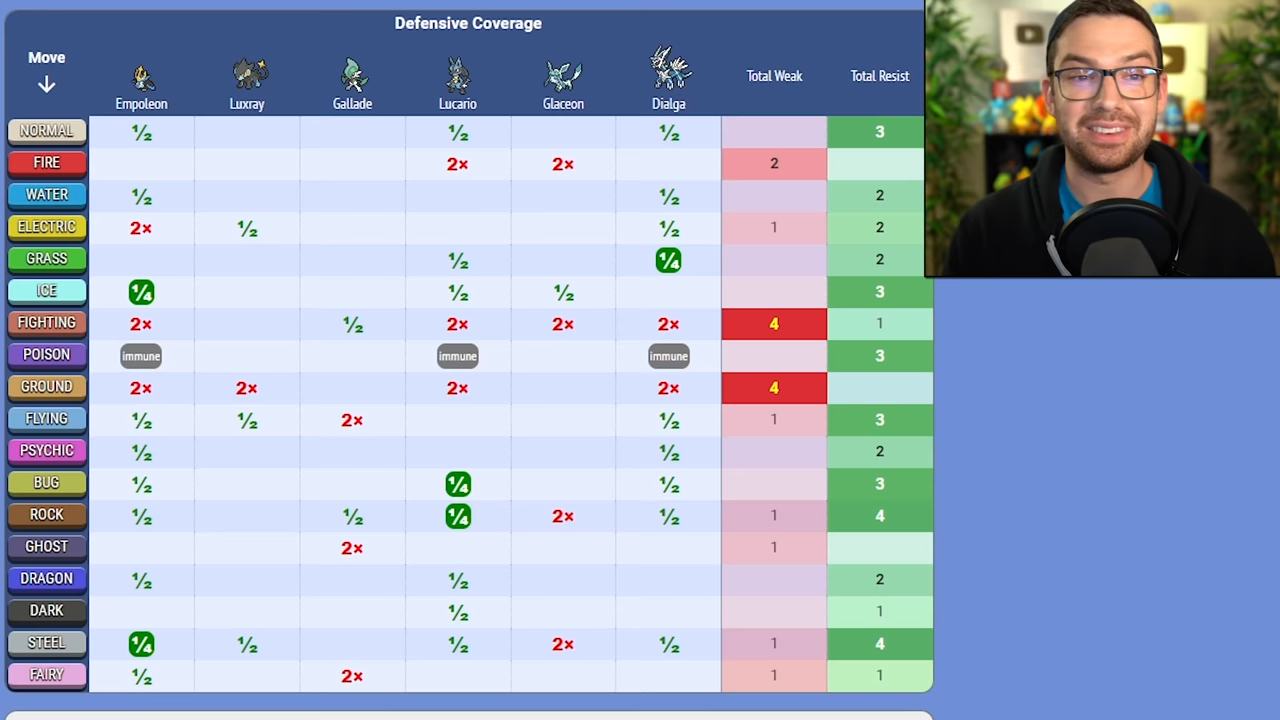 Defensive Coverage
Move
↓
Empoleon Luxray Gallade Lucario Glaceon Dialga Total Weak Total Resist
NORMAL ½ ½ ½ 3
FIRE 2× 2× 2
WATER ½ ½ 2
ELECTRIC 2× ½ ½ 1 2
GRASS ½ ¼ 2
ICE ¼ ½ ½ 3
FIGHTING 2× ½ 2× 2× 2× 4 1
POISON immune immune immune 3
GROUND 2× 2× 2× 2× 4
FLYING ½ ½ 2× ½ 1 3
PSYCHIC ½ ½ 2
BUG ½ ¼ ½ 3
ROCK ½ ½ ¼ 2× ½ 1 4
GHOST 2× 1
DRAGON ½ ½ 2
DARK ½ 1
STEEL ¼ ½ ½ 2× ½ 1 4
FAIRY ½ 2× 1 1